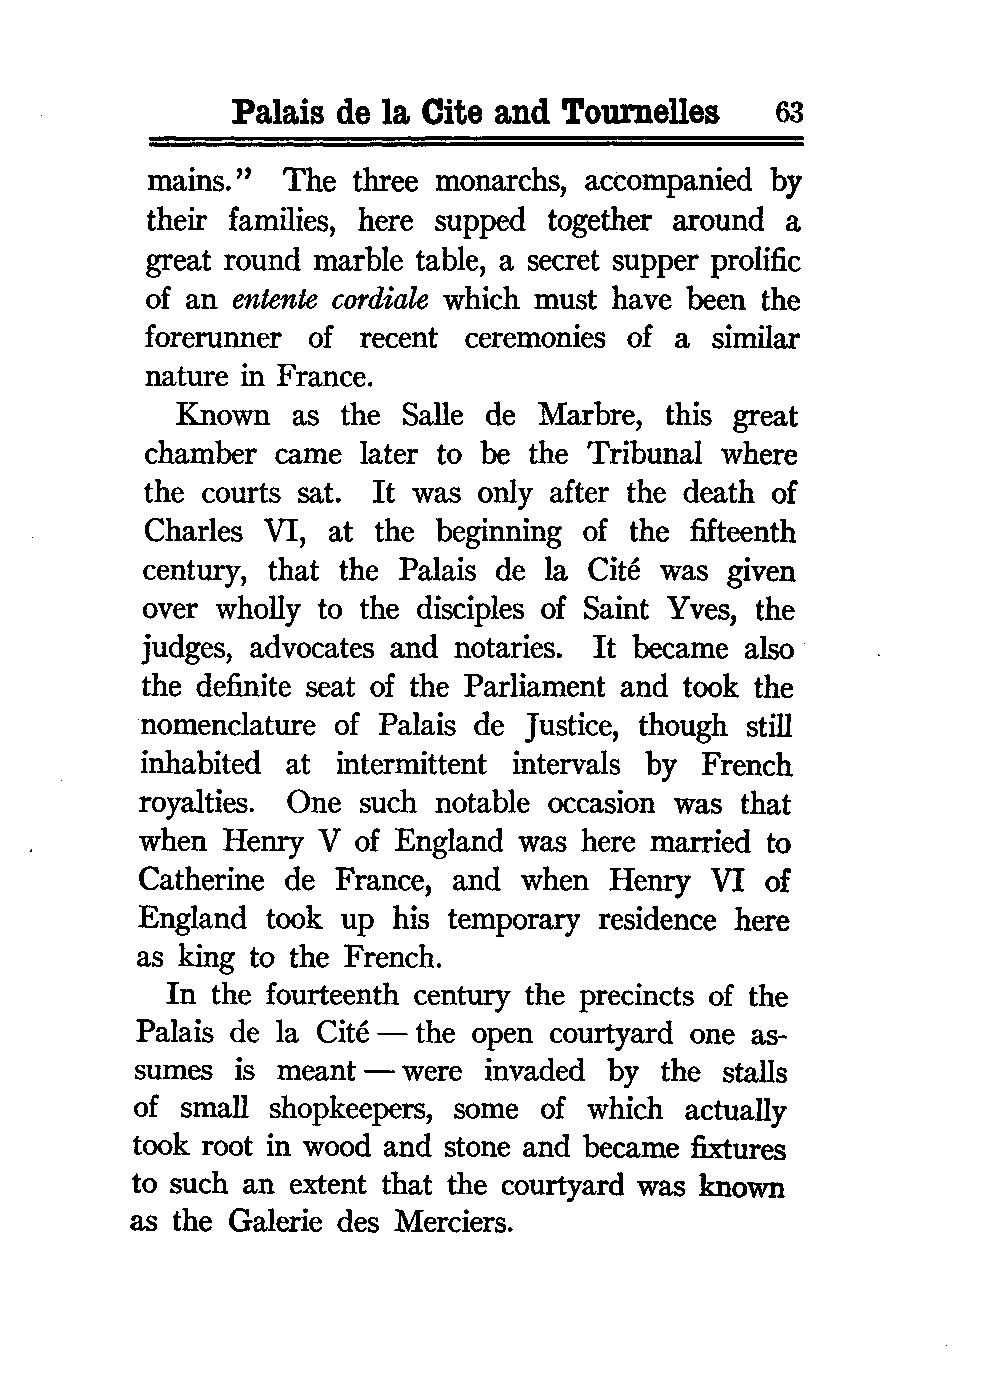 Palais de la Cite and Tournelles 63
mains." The three monarchs, accompanied by
their families, here supped together around a
great round marble table, a secret supper prolific
of an entente cordiale which must have been the
forerunner of recent ceremonies of a similar
nature in France.
Known as the Salle de Marbre, this great
chamber came later to be the Tribunal where
the courts sat. It was only after the death of
Charles VI, at the beginning of the fifteenth
century, that the Palais de la Cité was given
over wholly to the disciples of Saint Yves, the
judges, advocates and notaries. It became also
the definite seat of the Parliament and took the
nomenclature of Palais de Justice, though still
inhabited at intermittent intervals by French
royalties. One such notable occasion was that
when Henry V of England was here married to
Catherine de France, and when Henry VI of
England took up his temporary residence here
as king to the French.
In the fourteenth century the precincts of the
Palais de la Cité — the open courtyard one as-
sumes is meant — were invaded by the stalls
of small shopkeepers, some of which actually
took root in wood and stone and became fixtures
to such an extent that the courtyard was known
as the Galerie des Merciers.